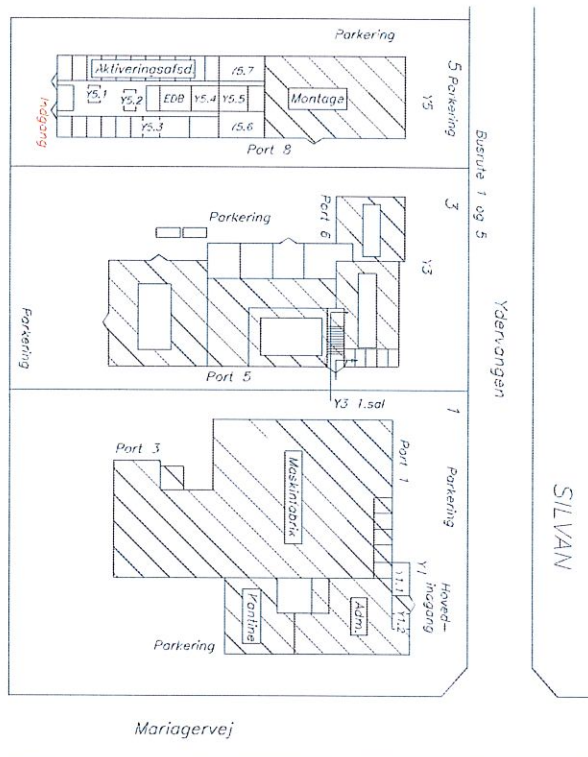 Parkering
Aktiveringsafsd.
Y5.7
Y5.1
Y5.2
EDB
Y5.4
Y5.5
Montage
Y5.3
Y5.6
Port 8
Indgang
5 Parkering
Y5
Busrute 1 og 5
Parkering
Port 6
3
Y3
Ydervangen
Parkering
Port 5
Y3 1.sal
1
Parkering
Port 3
Port 1
Maskinfabrik
Y1
Hoved-
indgang
Y1.1
Y1.2
Adm.
Kantine
Parkering
SILVAN
Mariagervej